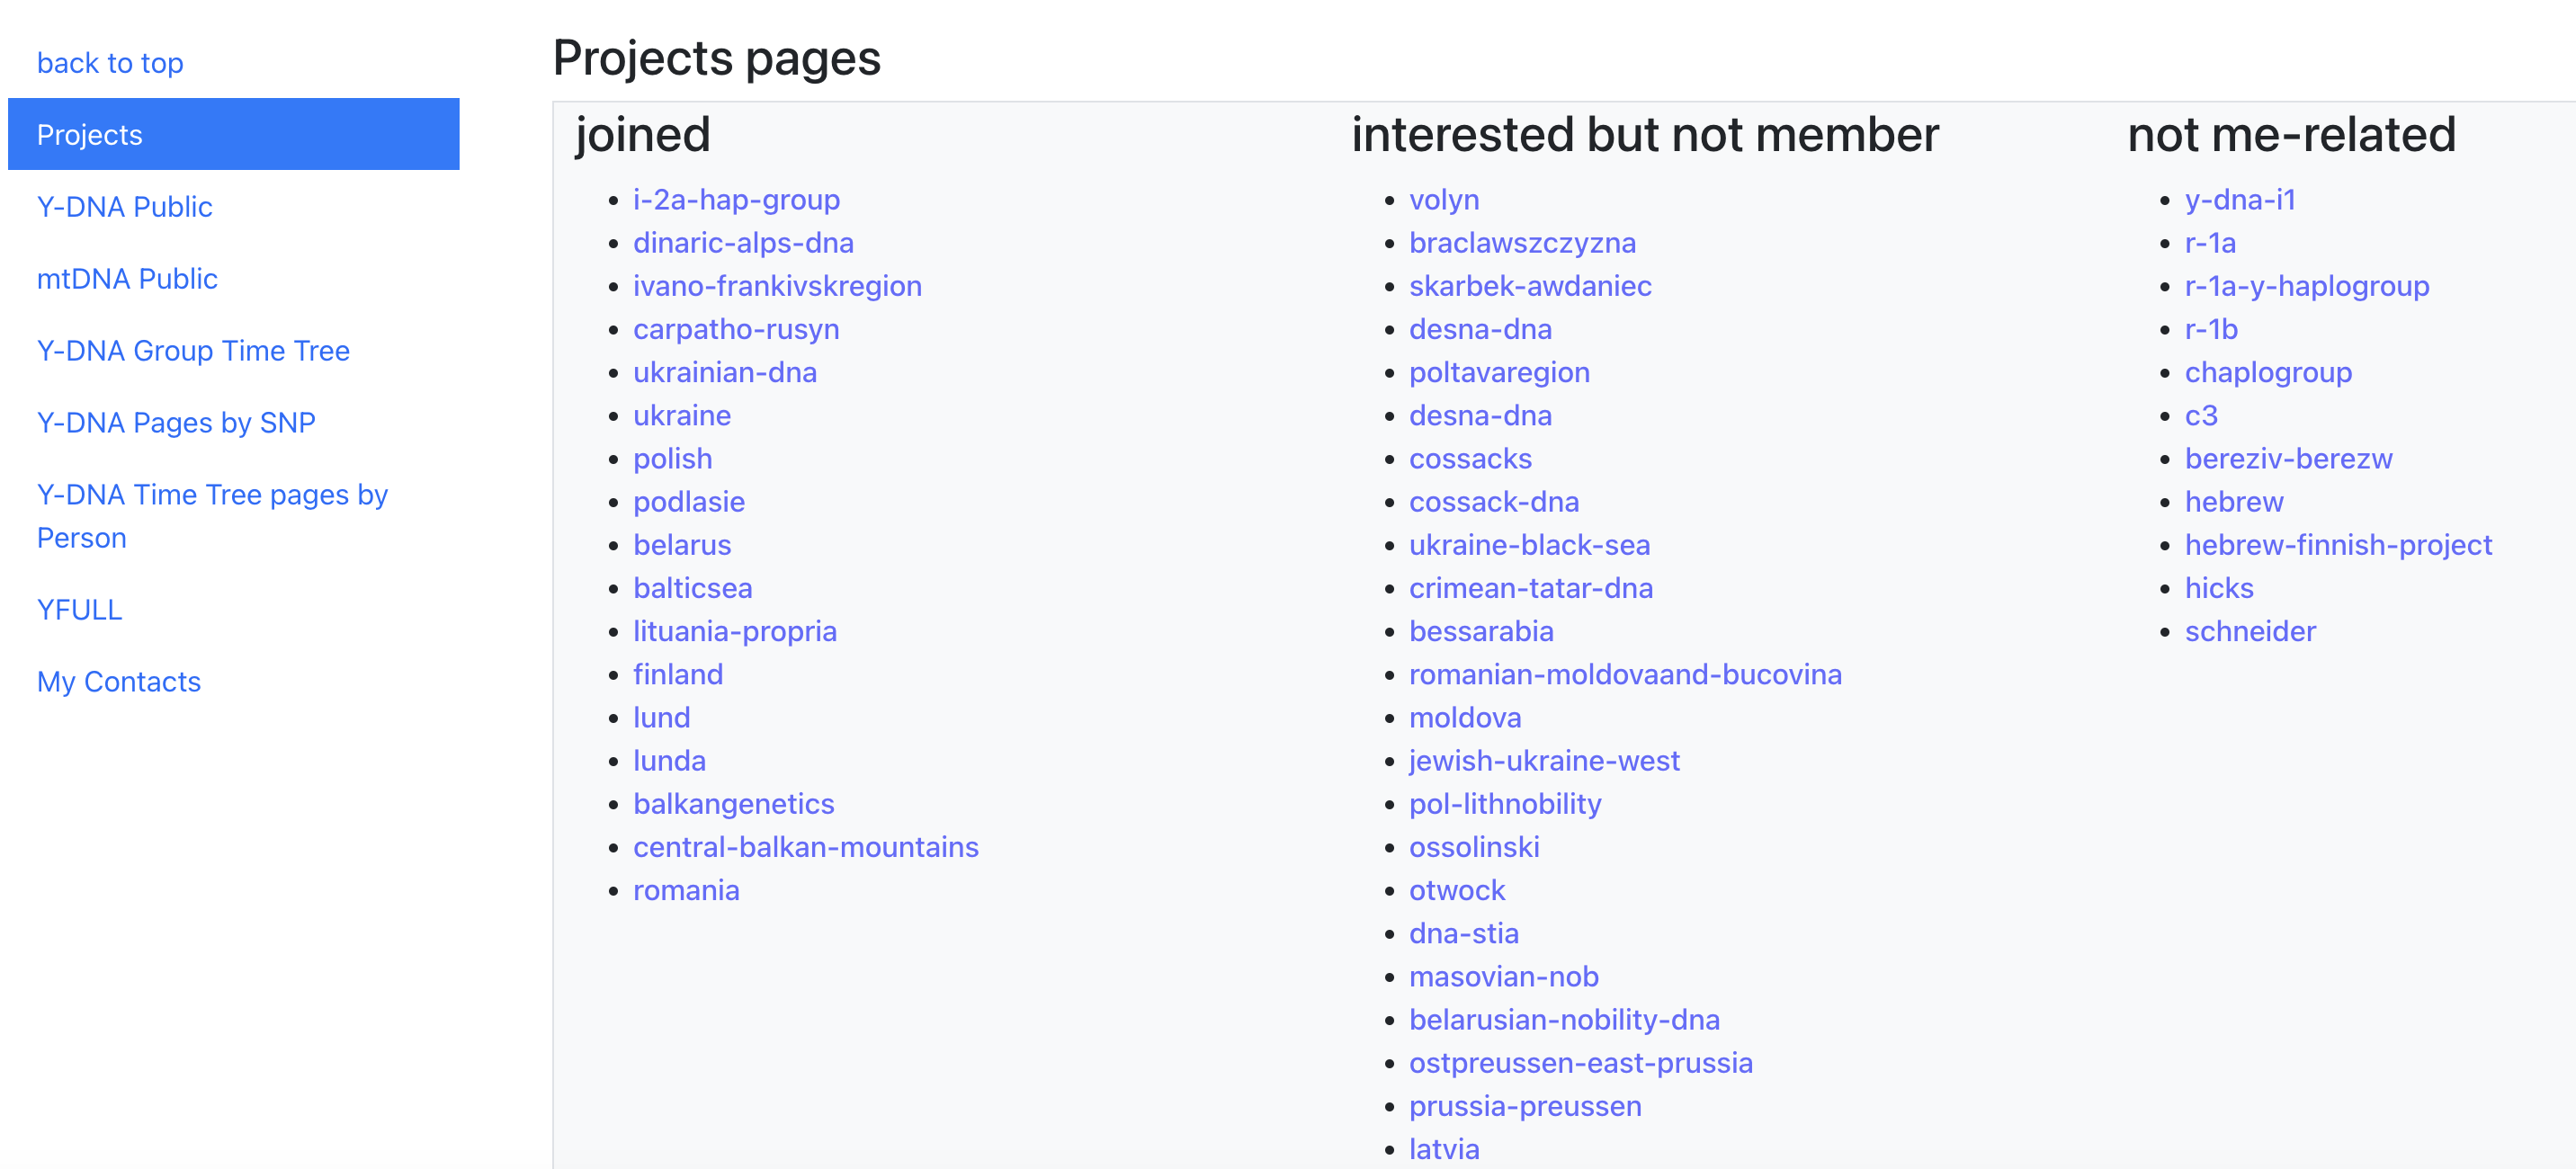 back to top
Projects
Y-DNA Public
mtDNA Public
Y-DNA Group Time Tree
Y-DNA Pages by SNP
Y-DNA Time Tree pages by
Person
YFULL
My Contacts
Projects pages
joined
i-2a-hap-group
dinaric-alps-dna
ivano-frankivskregion
carpatho-rusyn
ukrainian-dna
ukraine
polish
podlasie
belarus
balticsea
lituania-propria
finland
lund
lunda
balkangenetics
central-balkan-mountains
romania
interested but not member
volyn
braclawszczyzna
skarbek-awdaniec
desna-dna
poltavaregion
desna-dna
cossacks
cossack-dna
ukraine-black-sea
crimean-tatar-dna
bessarabia
romanian-moldovaand-bucovina
moldova
jewish-ukraine-west
pol-lithnobility
ossolinski
otwock
dna-stia
masovian-nob
belarusian-nobility-dna
ostpreussen-east-prussia
prussia-preussen
latvia
not me-related
y-dna-i1
r-1a
r-1a-y-haplogroup
r-1b
chaplogroup
c3
bereziv-berezw
hebrew
hebrew-finnish-project
hicks
schneider